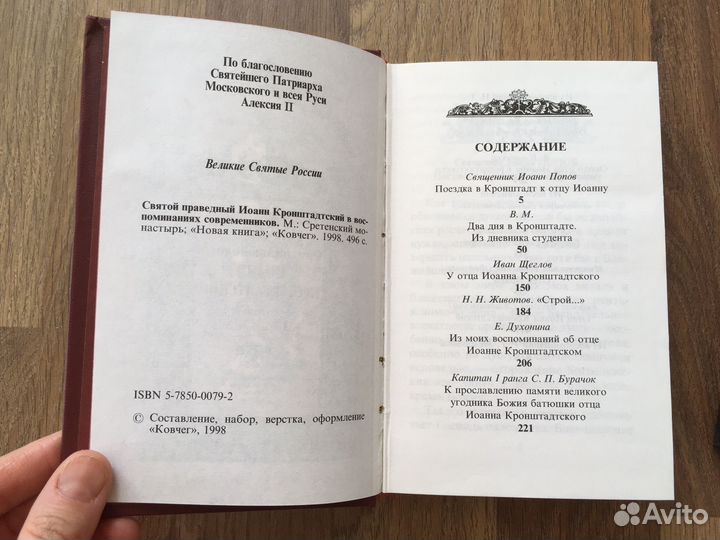 По благословению
Святейшего Патриарха
Московского и всея Руси
Алексия II
Великие Святые России
Святой праведный Иоанн Кронштадтский в вос-
поминаниях современников. М.: Сретенский мо-
настырь; «Новая книга»; «Ковчег». 1998. 496 с.
ISBN 5-7850-0079-2
© Составление, набор, верстка, оформление
«Ковчег», 1998
СОДЕРЖАНИЕ
Священник Иоанн Попов
Поездка в Кронштадт к отцу Иоанну
5
В. М.
Два дня в Кронштадте.
Из дневника студента
50
Иван Щеглов
У отца Иоанна Кронштадтского
150
Н. Н. Животов. «Строй...»
184
Е. Духонина
Из моих воспоминаний об отце
Иоанне Кронштадтском
206
Капитан I ранга С. П. Бурачок
К прославлению памяти великого
угодника Божия батюшки отца
Иоанна Кронштадтского
221
Avito